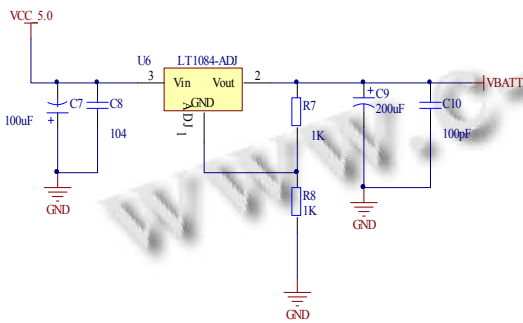 VCC_5.0
U6 LT1084-ADJ
3 Vin Vout 2
GND
ADJ 1
C7
100uF
C8
104
R7
1K
R8
1K
C9
200uF
C10
100pF
VBATT
GND
GND
GND
www.